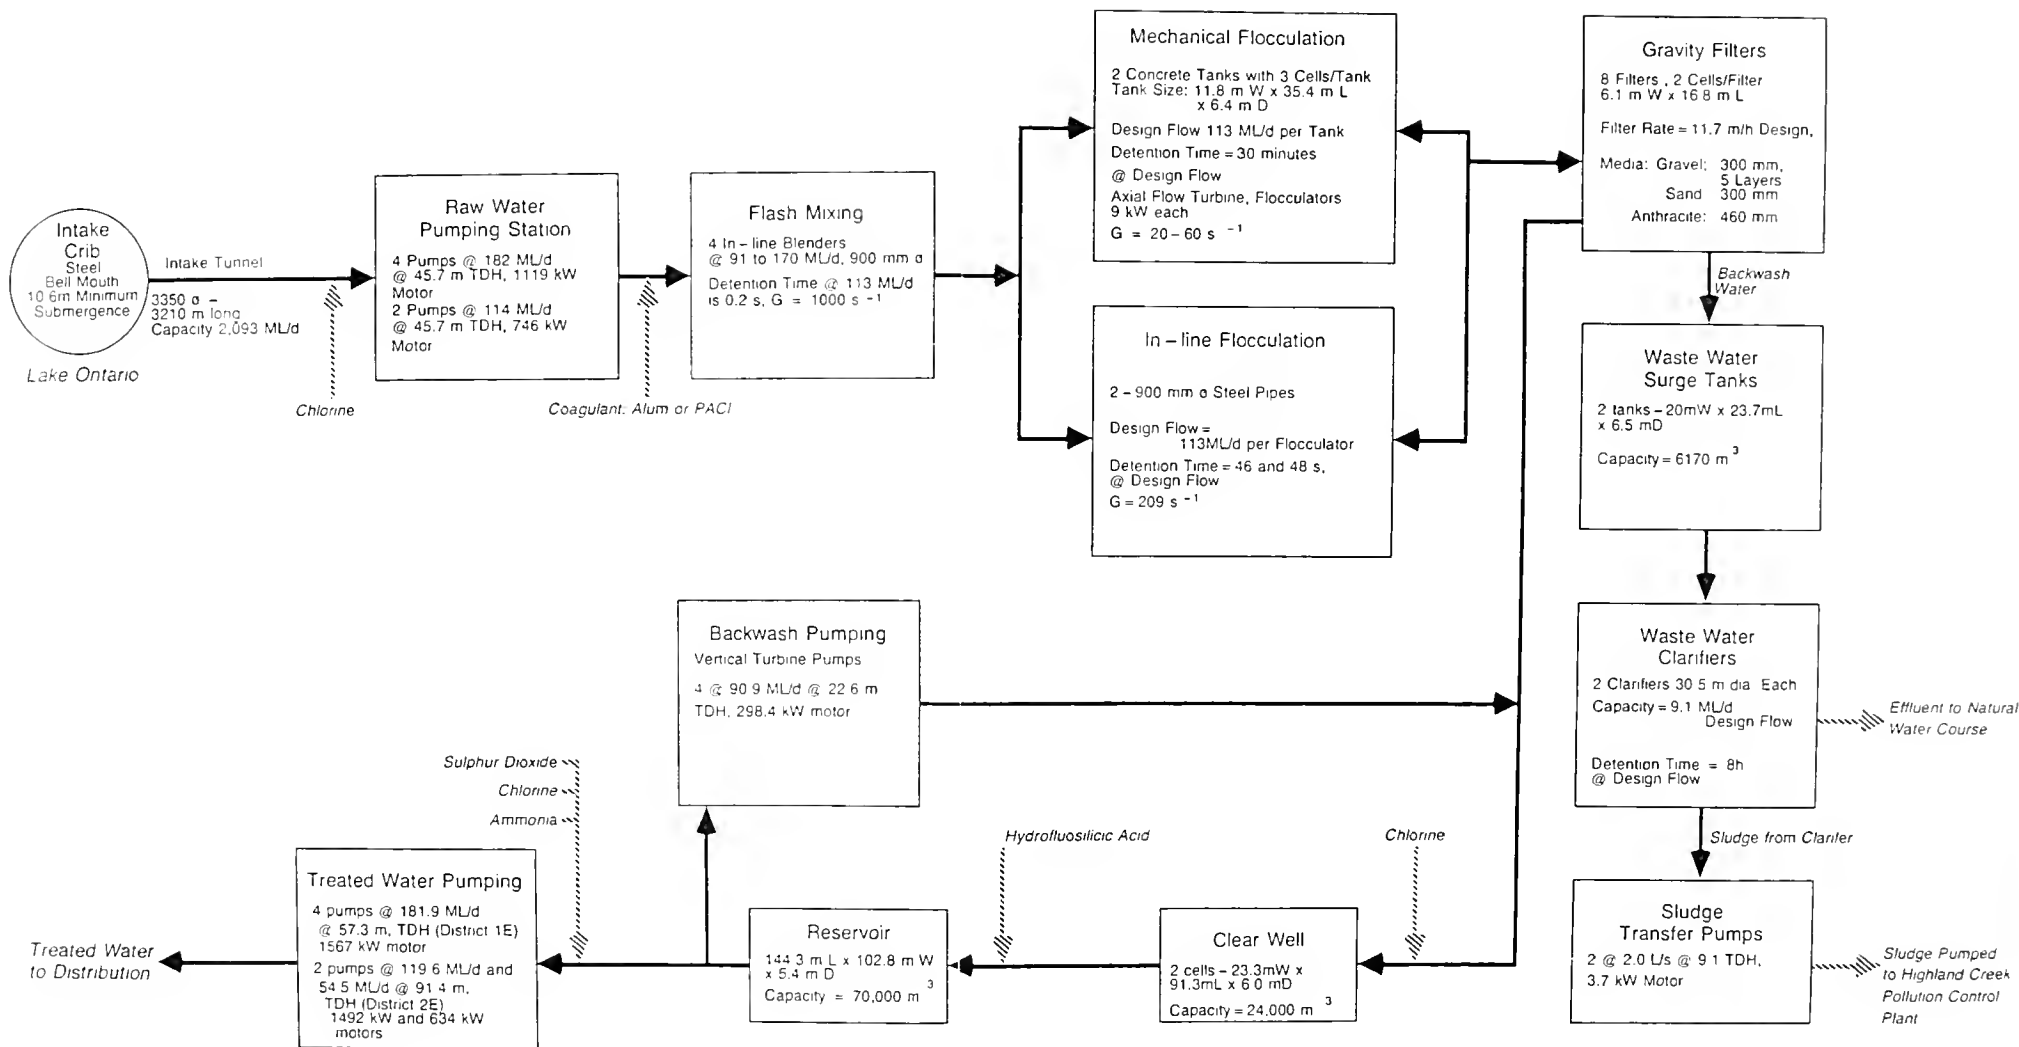 Intake
Crib
Steel
Bell Mouth
10.6m Minimum
Submergence
Lake Ontario
Intake Tunnel
3350 ø –
3210 m long
Capacity 2,093 ML/d
Chlorine
Raw Water
Pumping Station
4 Pumps @ 182 ML/d
@ 45.7 m TDH, 1119 kW
Motor
2 Pumps @ 114 ML/d
@ 45.7 m TDH, 746 kW
Motor
Coagulant: Alum or PACl
Flash Mixing
4 In – line Blenders
@ 91 to 170 ML/d, 900 mm ø
Detention Time @ 113 ML/d
is 0.2 s, G = 1000 s⁻¹
Mechanical Flocculation
2 Concrete Tanks with 3 Cells/Tank
Tank Size: 11.8 m W x 35.4 m L
x 6.4 m D
Design Flow 113 ML/d per Tank
Detention Time = 30 minutes
@ Design Flow
Axial Flow Turbine, Flocculators
9 kW each
G = 20 – 60 s⁻¹
In – line Flocculation
2 – 900 mm ø Steel Pipes
Design Flow =
113ML/d per Flocculator
Detention Time = 46 and 48 s,
@ Design Flow
G = 209 s⁻¹
Gravity Filters
8 Filters , 2 Cells/Filter
6.1 m W x 16.8 m L
Filter Rate = 11.7 m/h Design,
Media: Gravel; 300 mm,
5 Layers
Sand 300 mm
Anthracite: 460 mm
Backwash
Water
Waste Water
Surge Tanks
2 tanks – 20mW x 23.7mL
x 6.5 mD
Capacity = 6170 m³
Waste Water
Clarifiers
2 Clarifiers 30.5 m dia. Each
Capacity = 9.1 ML/d
Design Flow
Detention Time = 8h
@ Design Flow
Effluent to Natural
Water Course
Sludge from Clarifer
Sludge
Transfer Pumps
2 @ 2.0 L/s @ 9.1 TDH,
3.7 kW Motor
Sludge Pumped
to Highland Creek
Pollution Control
Plant
Backwash Pumping
Vertical Turbine Pumps
4 @ 90.9 ML/d @ 22.6 m
TDH, 298.4 kW motor
Chlorine
Clear Well
2 cells – 23.3mW x
91.3mL x 6.0 mD
Capacity = 24,000 m³
Hydrofluosilicic Acid
Reservoir
144.3 m L x 102.8 m W
x 5.4 m D
Capacity = 70,000 m³
Sulphur Dioxide
Chlorine
Ammonia
Treated Water Pumping
4 pumps @ 181.9 ML/d
@ 57.3 m, TDH (District 1E)
1567 kW motor
2 pumps @ 119.6 ML/d and
54.5 ML/d @ 91.4 m,
TDH (District 2E)
1492 kW and 634 kW
motors
Treated Water
to Distribution